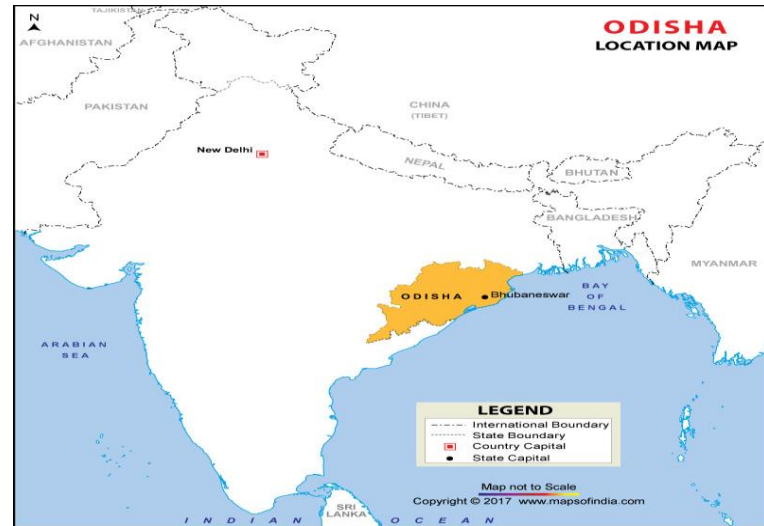 ODISHA
LOCATION MAP
N
TAJIKISTAN
AFGHANISTAN
PAKISTAN
CHINA
(TIBET)
New Delhi
NEPAL
BHUTAN
BANGLADESH
MYANMAR
ODISHA
Bhubaneswar
BAY
OF
BENGAL
ARABIAN
SEA
LEGEND
International Boundary
State Boundary
Country Capital
State Capital
Map not to Scale
Copyright © 2017 www.mapsofindia.com
SRI
LANKA
INDIAN OCEAN